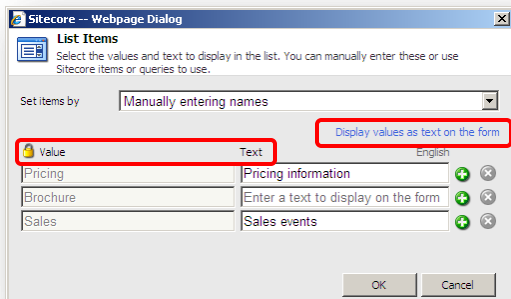 Sitecore -- Webpage Dialog
List Items
Select the values and text to display in the list. You can manually enter these or use
Sitecore items or queries to use.
Set items by Manually entering names
Display values as text on the form
Value Text English
Pricing Pricing information
Brochure Enter a text to display on the form
Sales Sales events
OK Cancel